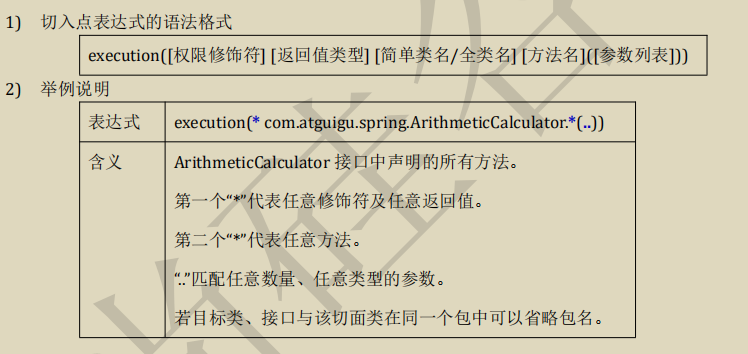 1) 切入点表达式的语法格式
execution([权限修饰符] [返回值类型] [简单类名/全类名] [方法名]([参数列表]))
2) 举例说明
表达式 execution(* com.atguigu.spring.ArithmeticCalculator.*(..))
含义 ArithmeticCalculator 接口中声明的所有方法。
第一个“*”代表任意修饰符及任意返回值。
第二个“*”代表任意方法。
“..”匹配任意数量、任意类型的参数。
若目标类、接口与该切面类在同一个包中可以省略包名。